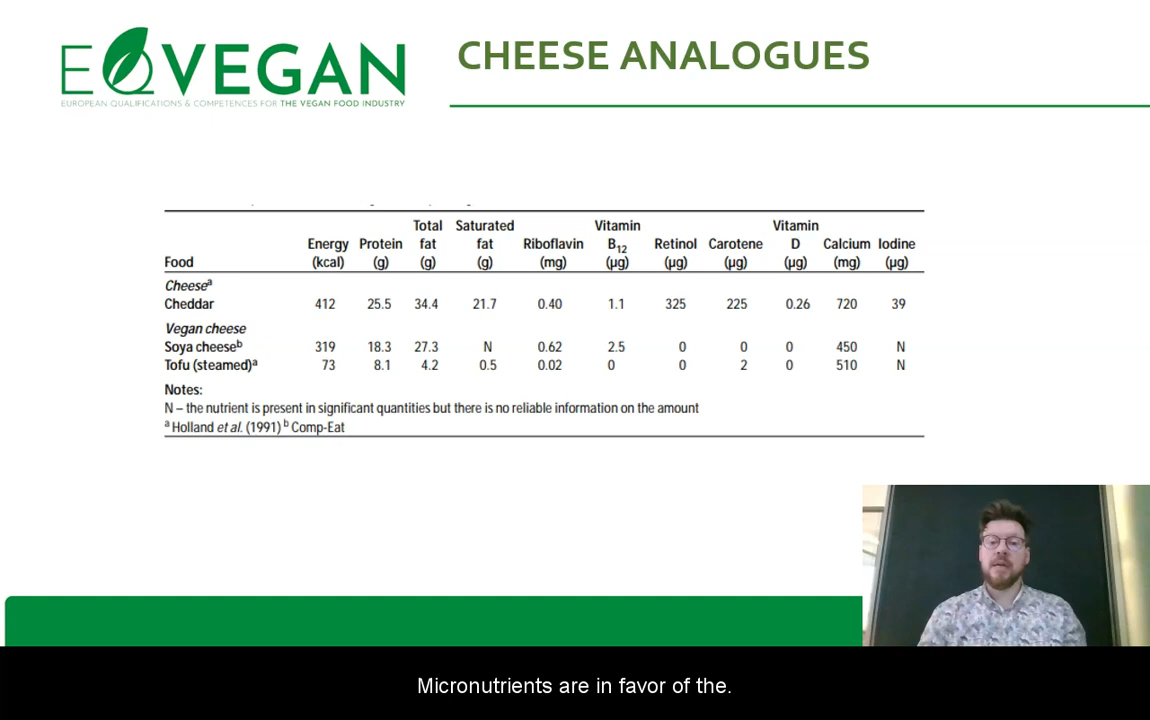 EQVEGAN
EUROPEAN QUALIFICATIONS & COMPETENCES FOR THE VEGAN FOOD INDUSTRY
CHEESE ANALOGUES
Total Saturated Vitamin Vitamin
Energy Protein fat fat Riboflavin B12 Retinol Carotene D Calcium Iodine
Food (kcal) (g) (g) (g) (mg) (µg) (µg) (µg) (µg) (mg) (µg)
Cheese a
Cheddar 412 25.5 34.4 21.7 0.40 1.1 325 225 0.26 720 39
Vegan cheese
Soya cheese b 319 18.3 27.3 N 0.62 2.5 0 0 0 450 N
Tofu (steamed) a 73 8.1 4.2 0.5 0.02 0 0 2 0 510 N
Notes:
N – the nutrient is present in significant quantities but there is no reliable information on the amount
a Holland et al. (1991) b Comp-Eat
Micronutrients are in favor of the.